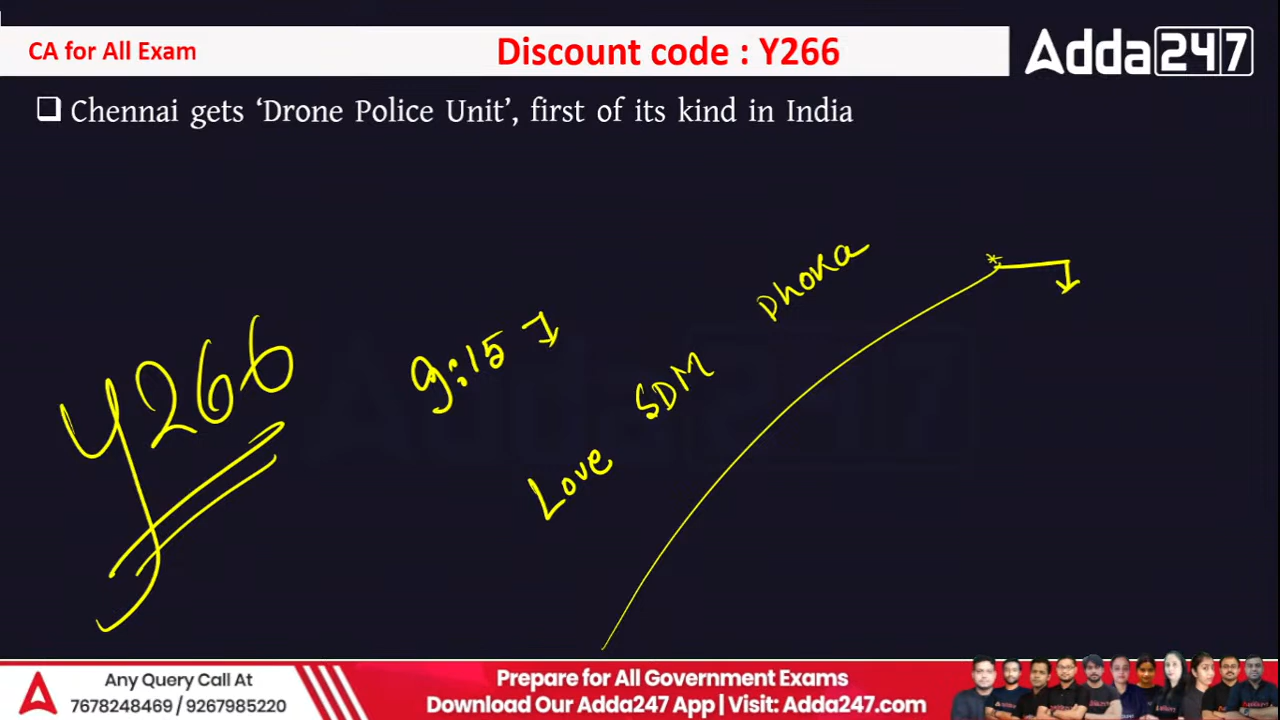 CA for All Exam
Discount code : Y266
Adda247
❑ Chennai gets ‘Drone Police Unit’, first of its kind in India
Dhoka
Y266
9:15
SDM
Love
Any Query Call At
7678248469 / 9267985220
Prepare for All Government Exams
Download Our Adda247 App | Visit: Adda247.com